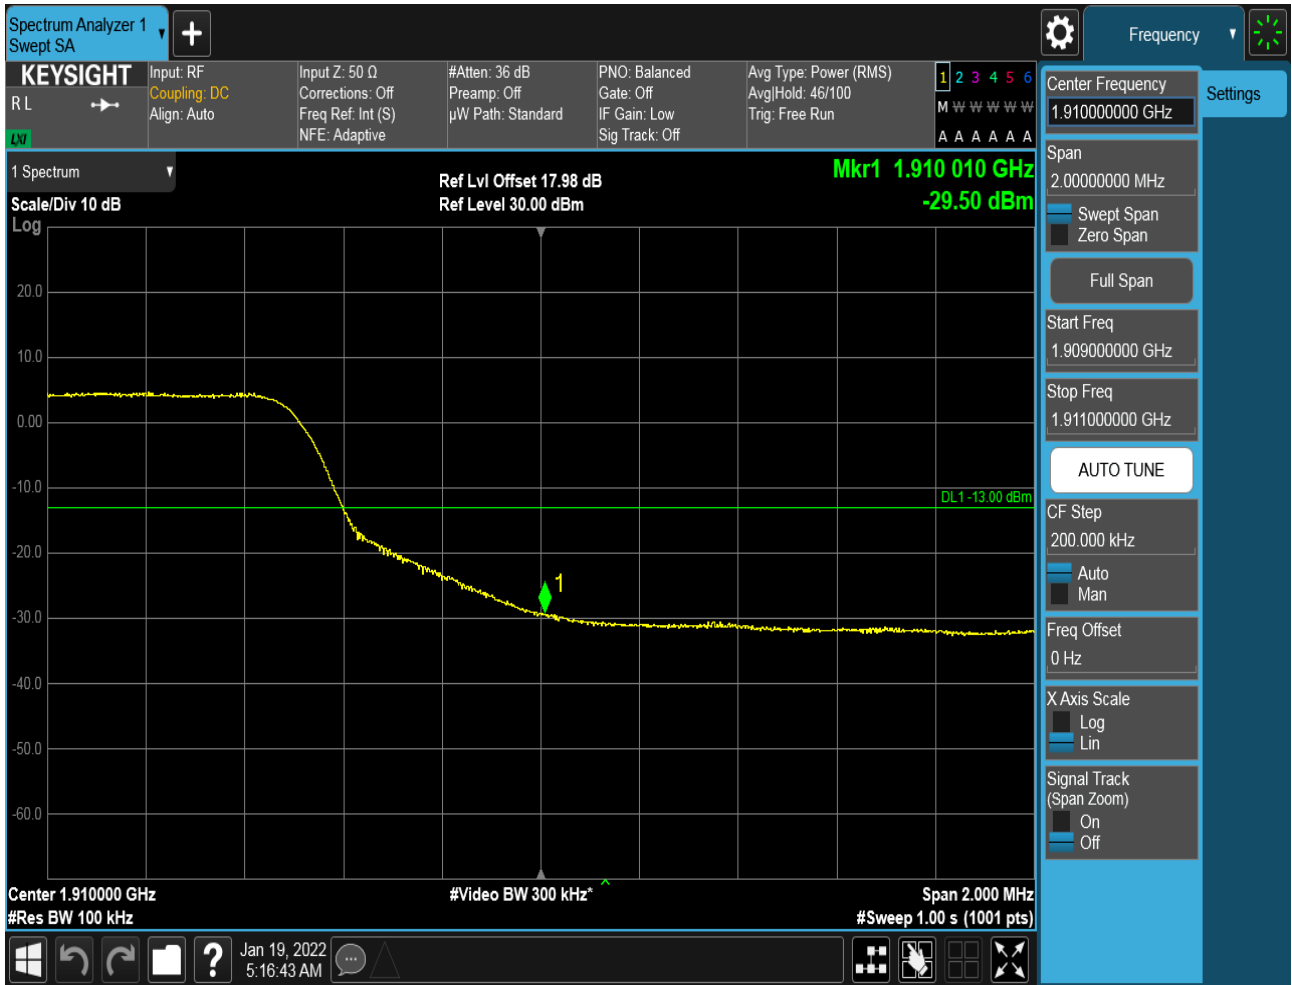 Spectrum Analyzer 1
Swept SA
Frequency
KEYSIGHT
R L
LXI
Input: RF
Coupling: DC
Align: Auto
Input Z: 50 Ω
Corrections: Off
Freq Ref: Int (S)
NFE: Adaptive
#Atten: 36 dB
Preamp: Off
µW Path: Standard
PNO: Balanced
Gate: Off
IF Gain: Low
Sig Track: Off
Avg Type: Power (RMS)
Avg|Hold: 46/100
Trig: Free Run
1 2 3 4 5 6
M W W W W W
A A A A A A
1 Spectrum
Scale/Div 10 dB
Log
Ref Lvl Offset 17.98 dB
Ref Level 30.00 dBm
Mkr1 1.910 010 GHz
-29.50 dBm
20.0
10.0
0.00
-10.0
-20.0
-30.0
-40.0
-50.0
-60.0
DL1 -13.00 dBm
1
Center 1.910000 GHz
#Res BW 100 kHz
#Video BW 300 kHz*
Span 2.000 MHz
#Sweep 1.00 s (1001 pts)
Jan 19, 2022
5:16:43 AM
Center Frequency
1.910000000 GHz
Settings
Span
2.00000000 MHz
Swept Span
Zero Span
Full Span
Start Freq
1.909000000 GHz
Stop Freq
1.911000000 GHz
AUTO TUNE
CF Step
200.000 kHz
Auto
Man
Freq Offset
0 Hz
X Axis Scale
Log
Lin
Signal Track
(Span Zoom)
On
Off